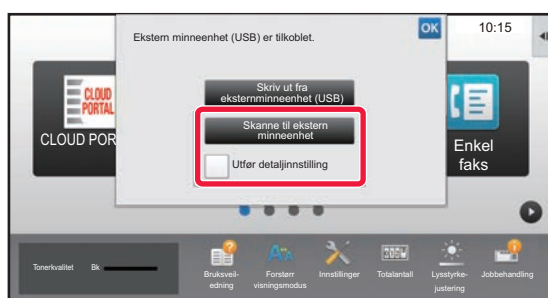 Ekstern minneenhet (USB) er tilkoblet.
OK
10:15
Skriv ut fra
eksternminneenhet (USB)
Skanne til ekstern
minneenhet
Utfør detaljinnstilling
CLOUD
PORTAL
CLOUD POR
Enkel
faks
Tonerkvalitet Bk
Bruksveil-
edning
Forstørr
visningsmodus
Innstillinger
Totalantall
Lysstyrke-
justering
Jobbehandling